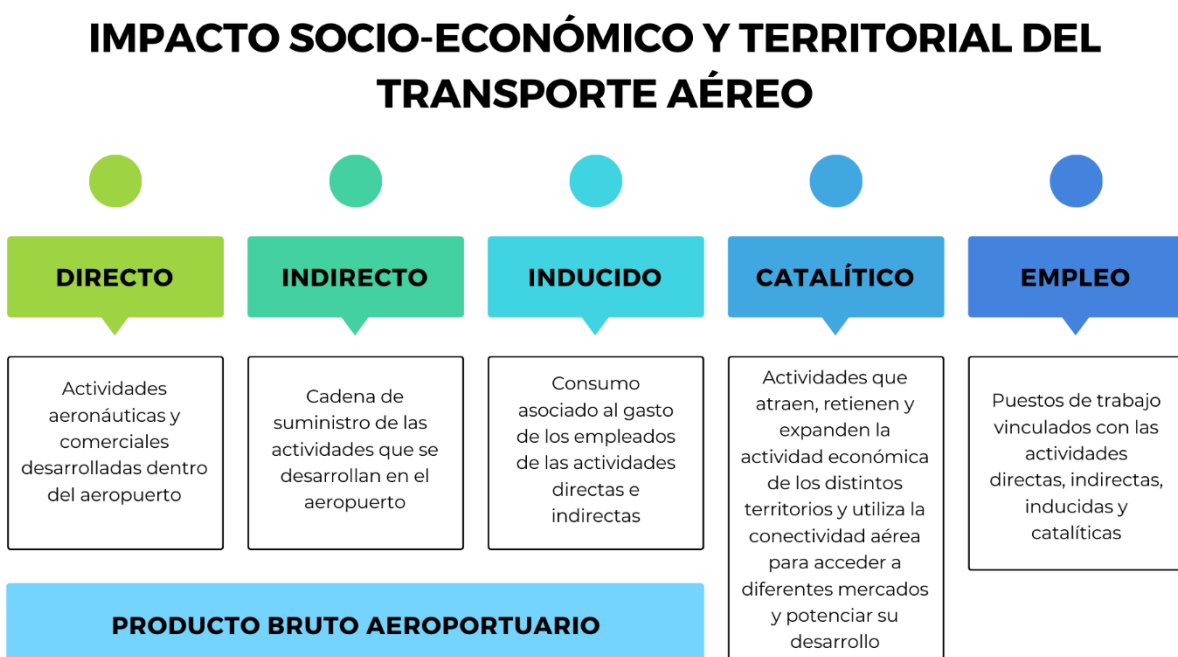 IMPACTO SOCIO-ECONÓMICO Y TERRITORIAL DEL
TRANSPORTE AÉREO
DIRECTO
Actividades
aeronáuticas y
comerciales
desarrolladas dentro
del aeropuerto
INDIRECTO
Cadena de
suministro de las
actividades que se
desarrollan en el
aeropuerto
INDUCIDO
Consumo
asociado al gasto
de los empleados
de las actividades
directas e
indirectas
CATALÍTICO
Actividades que
atraen, retienen y
expanden la
actividad económica
de los distintos
territorios y utiliza la
conectividad aérea
para acceder a
diferentes mercados
y potenciar su
desarrollo
EMPLEO
Puestos de trabajo
vinculados con las
actividades
directas, indirectas,
inducidas y
catalíticas
PRODUCTO BRUTO AEROPORTUARIO